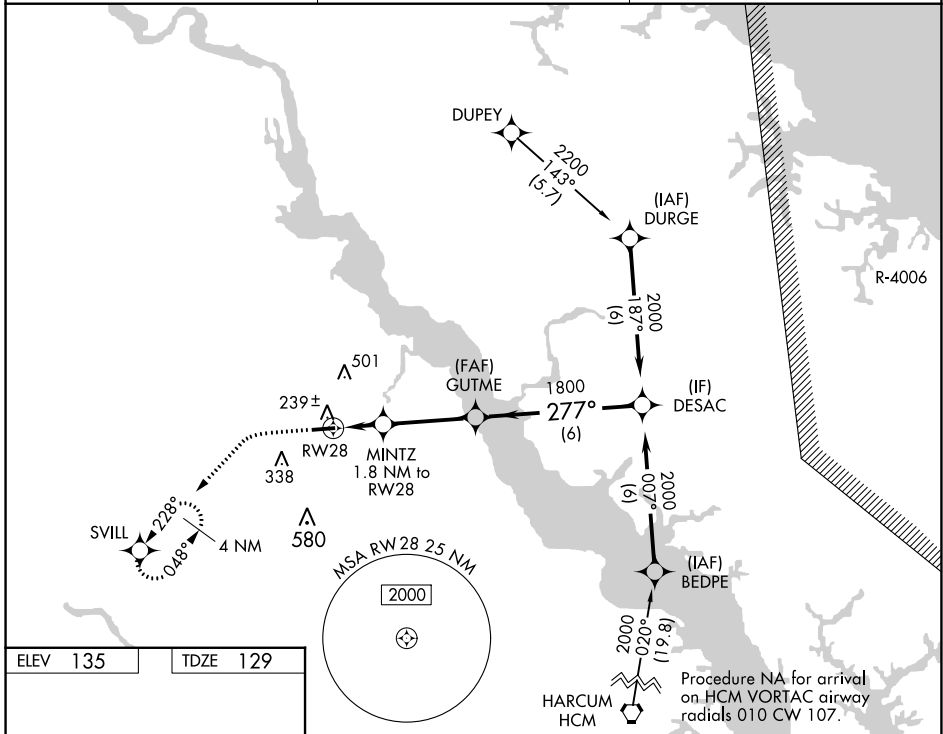 DUPEY
2200
143°
(5.7)
(IAF)
DURGE
R-4006
2000
187°
(6)
501
(FAF)
GUTME
1800
277°
(6)
(IF)
DESAC
239±
RW28
MINTZ
1.8 NM to
RW28
338
2000
007°
(6)
228°
SVILL
048°
4 NM
580
MSA RW28 25 NM
2000
(IAF)
BEDPE
2000
020°
(19.8)
ELEV 135
TDZE 129
HARCUM
HCM
Procedure NA for arrival
on HCM VORTAC airway
radials 010 CW 107.